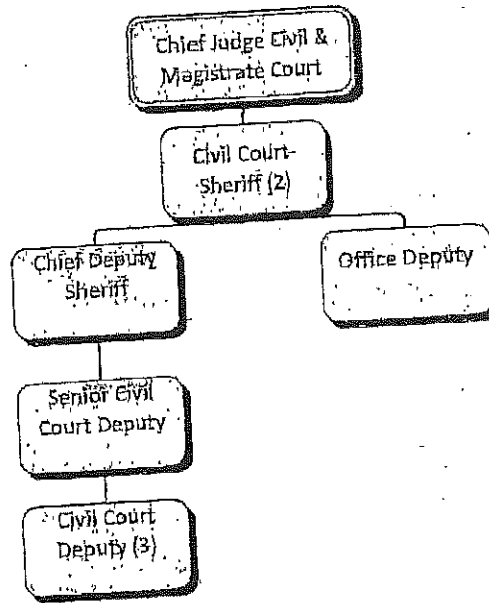 Chief Judge Civil &
Magistrate Court
Civil Court-
Sheriff (2)
Chief Deputy
Sheriff
Office Deputy
Senior Civil
Court Deputy
Civil Court
Deputy (3)